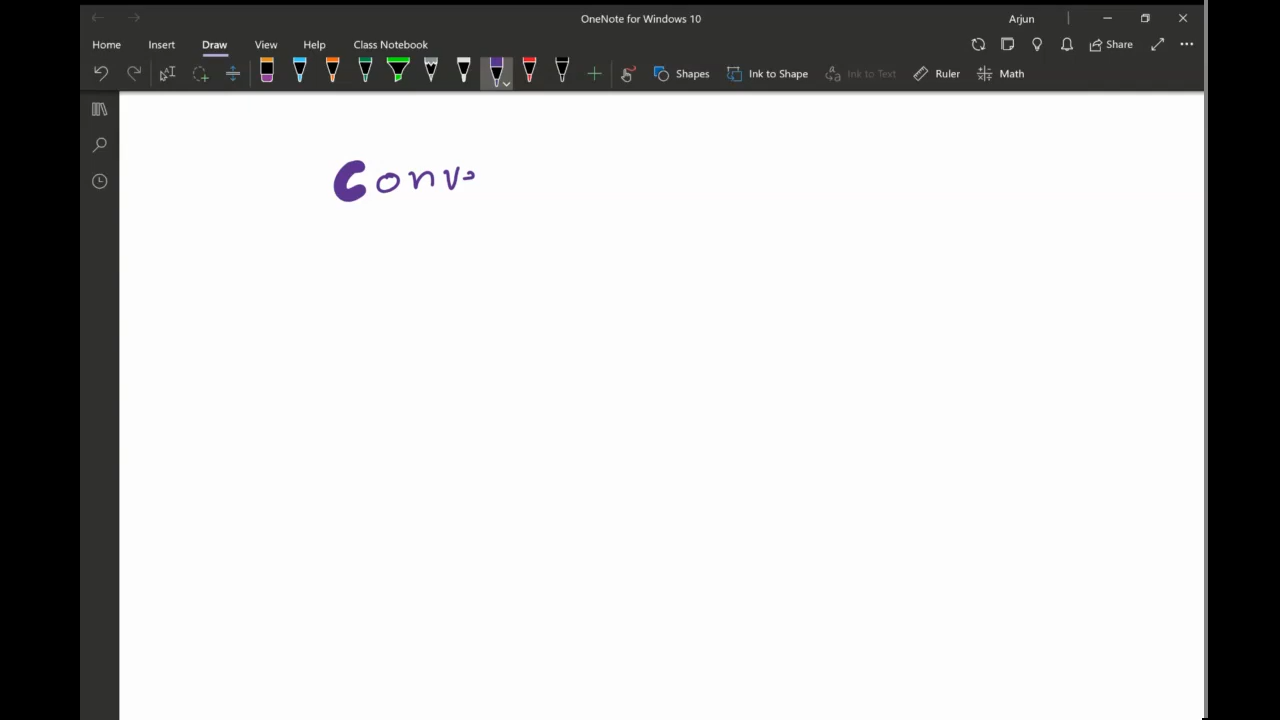 OneNote for Windows 10
Arjun
Home Insert Draw View Help Class Notebook
Share
Shapes Ink to Shape Ink to Text Ruler Math
Conv